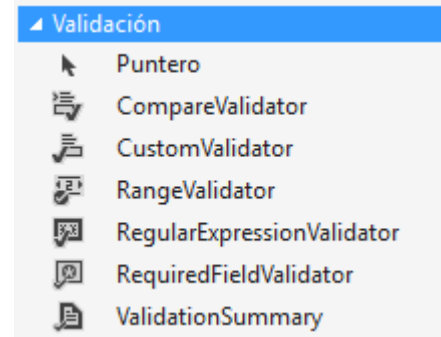 Validación
Puntero
CompareValidator
CustomValidator
RangeValidator
RegularExpressionValidator
RequiredFieldValidator
ValidationSummary